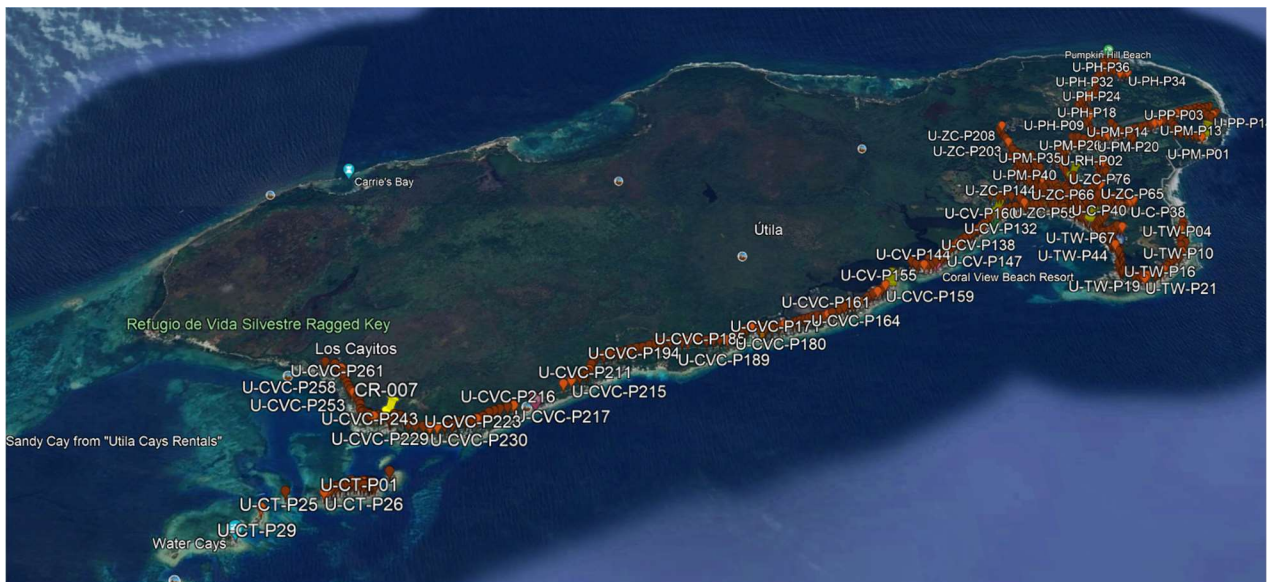 Pumpkin Hill Beach
U-PH-P36
U-PH-P32
U-PH-P34
U-PH-P24
U-PH-P18
U-PP-P03
U-PH-P09
U-PM-P14
U-PM-P13
U-ZC-P208
U-PM-P20
U-ZC-P203
U-PM-P35
U-RH-P02
U-PM-P01
U-PM-P40
U-ZC-P76
Carrie's Bay
U-ZC-P144
U-ZC-P66
U-ZC-P65
U-C-P40
U-C-P38
U-CV-P132
Útila
U-TW-P67
U-TW-P04
U-CV-P138
U-CV-P144
U-TW-P44
U-TW-P10
U-CV-P147
U-CV-P155
Coral View Beach Resort
U-TW-P16
U-TW-P19
U-TW-P21
U-CVC-P161
U-CVC-P159
U-CVC-P164
Refugio de Vida Silvestre Ragged Key
U-CVC-P171
U-CVC-P185
U-CVC-P180
Los Cayitos
U-CVC-P194
U-CVC-P189
U-CVC-P261
U-CVC-P211
U-CVC-P258
CR-007
U-CVC-P215
U-CVC-P253
U-CVC-P216
U-CVC-P243
U-CVC-P223
U-CVC-P217
U-CVC-P229
U-CVC-P230
Sandy Cay from "Utila Cays Rentals"
U-CT-P01
U-CT-P25
U-CT-P26
U-CT-P29
Water Cays